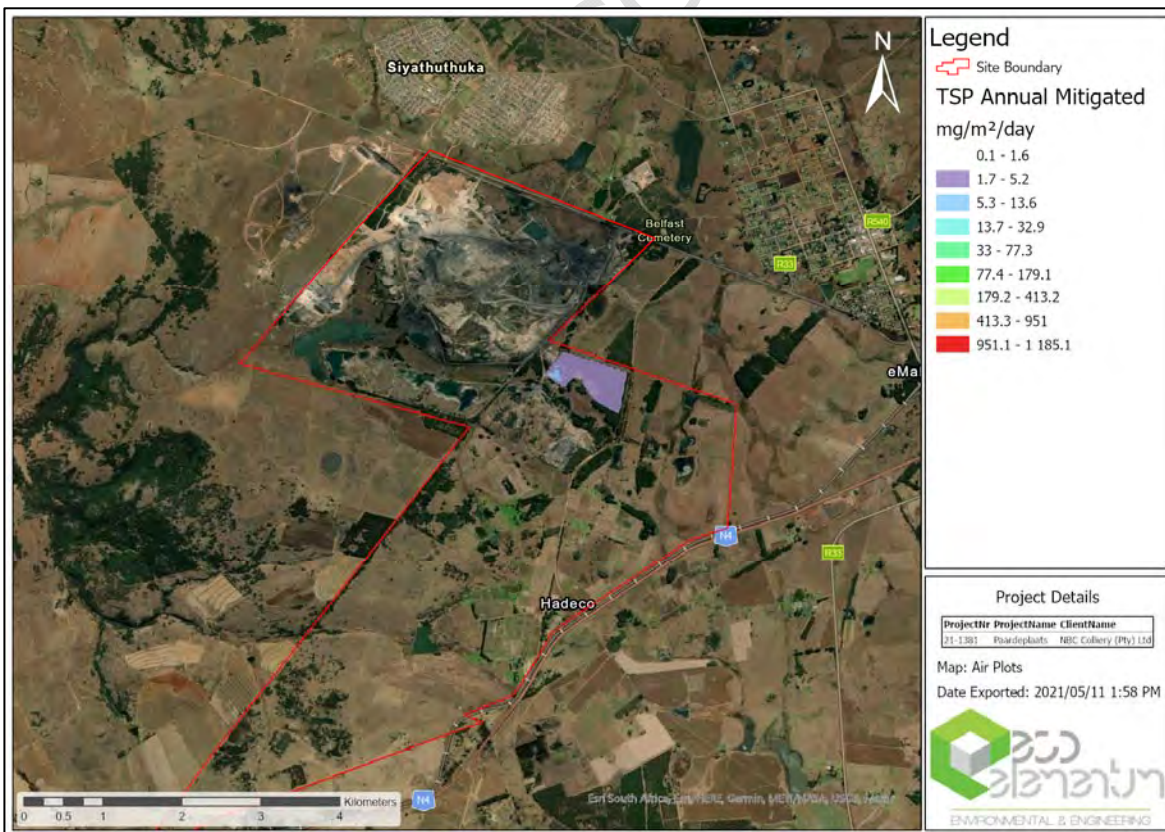 Siyathuthuka
Belfast
Cemetery
R540
R33
eMal
N4
R33
Hadeco
N4
Kilometers
0 0.5 1 2 3 4
N
Legend
Site Boundary
TSP Annual Mitigated
mg/m²/day
0.1 - 1.6
1.7 - 5.2
5.3 - 13.6
13.7 - 32.9
33 - 77.3
77.4 - 179.1
179.2 - 413.2
413.3 - 951
951.1 - 1 185.1
Project Details
ProjectNr ProjectName ClientName
21-1381 Paardeplaats NBC Colliery (Pty) Ltd
Map: Air Plots
Date Exported: 2021/05/11 1:58 PM
eco
elementum
ENVIRONMENTAL & ENGINEERING